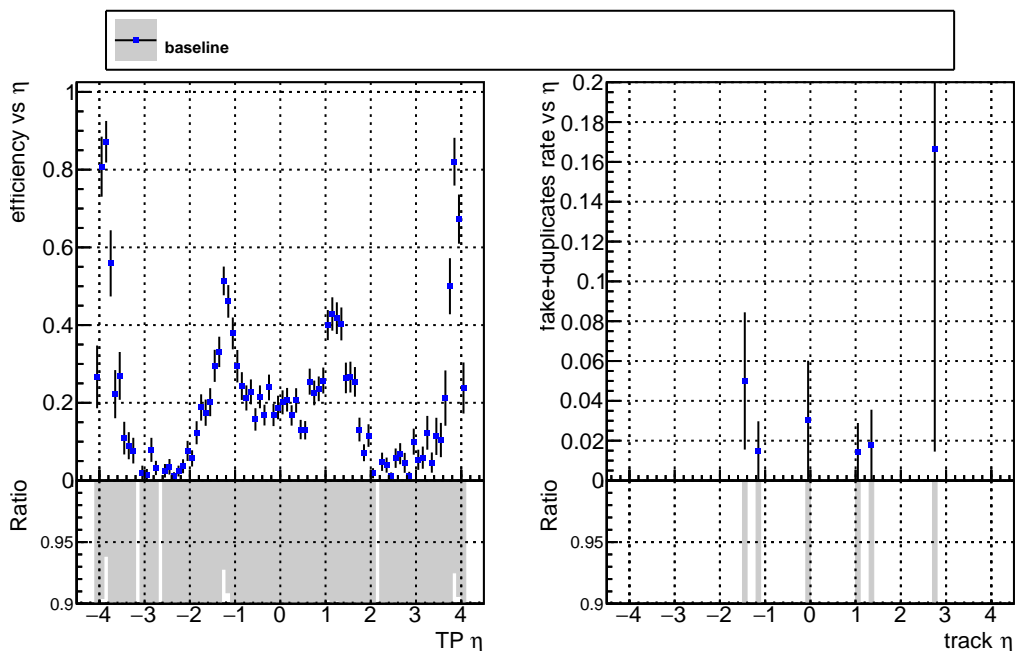 baseline
efficiency vs η
1
0.8
0.6
0.4
0.2
0
Ratio
0.95
0.9
−4 −3 −2 −1 0 1 2 3 4
TP η
fake+duplicates rate vs η
0.2
0.18
0.16
0.14
0.12
0.1
0.08
0.06
0.04
0.02
0
Ratio
0.95
0.9
−4 −3 −2 −1 0 1 2 3 4
track η